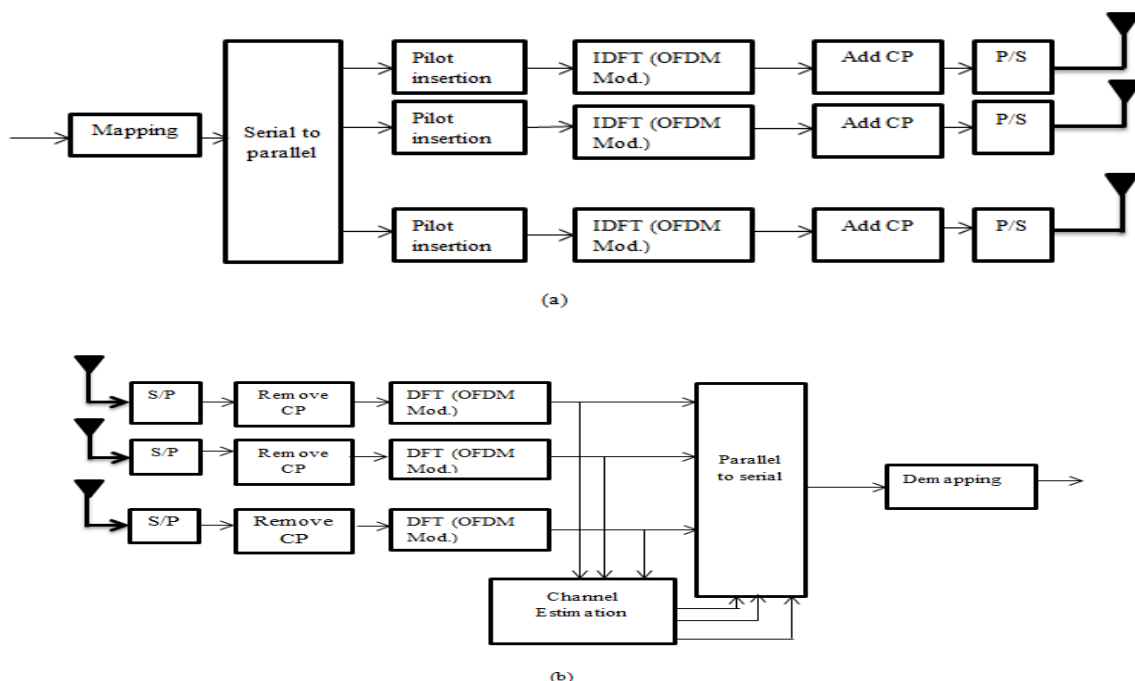 Pilot
insertion
IDFT (OFDM
Mod.)
Add CP
P/S
Mapping
Serial to
parallel
Pilot
insertion
IDFT (OFDM
Mod.)
Add CP
P/S
Pilot
insertion
IDFT (OFDM
Mod.)
Add CP
P/S
(a)
S/P
Remove
CP
DFT (OFDM
Mod.)
S/P
Remove
CP
DFT (OFDM
Mod.)
Parallel
to serial
Demapping
S/P
Remove
CP
DFT (OFDM
Mod.)
Channel
Estimation
(b)